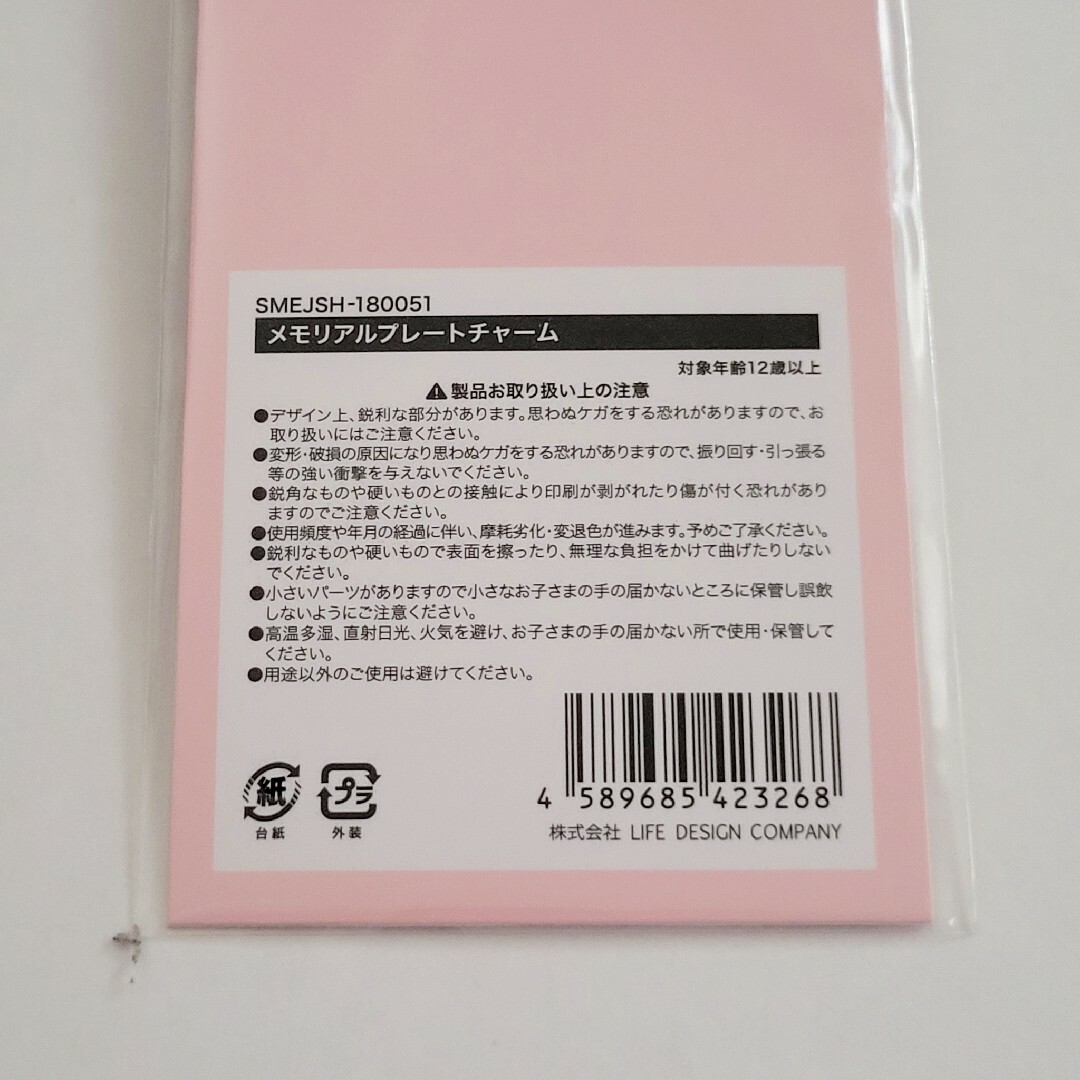 SMEJSH-180051
メモリアルプレートチャーム
対象年齢12歳以上
製品お取り扱い上の注意
●デザイン上、鋭利な部分があります。思わぬケガをする恐れがありますので、お
取り扱いにはご注意ください。
●変形・破損の原因になり思わぬケガをする恐れがありますので、振り回す・引っ張る
等の強い衝撃を与えないでください。
●鋭角なものや硬いものとの接触により印刷が剥がれたり傷が付く恐れがあり
ますのでご注意ください。
●使用頻度や年月の経過に伴い、摩耗劣化・変退色が進みます。予めご了承ください。
●鋭利なものや硬いもので表面を擦ったり、無理な負担をかけて曲げたりしない
でください。
●小さいパーツがありますので小さなお子さまの手の届かないところに保管し誤飲
しないようにご注意ください。
●高温多湿、直射日光、火気を避け、お子さまの手の届かない所で使用・保管して
ください。
●用途以外のご使用は避けてください。
紙
台紙
プラ
外装
4 589685 423268
株式会社 LIFE DESIGN COMPANY